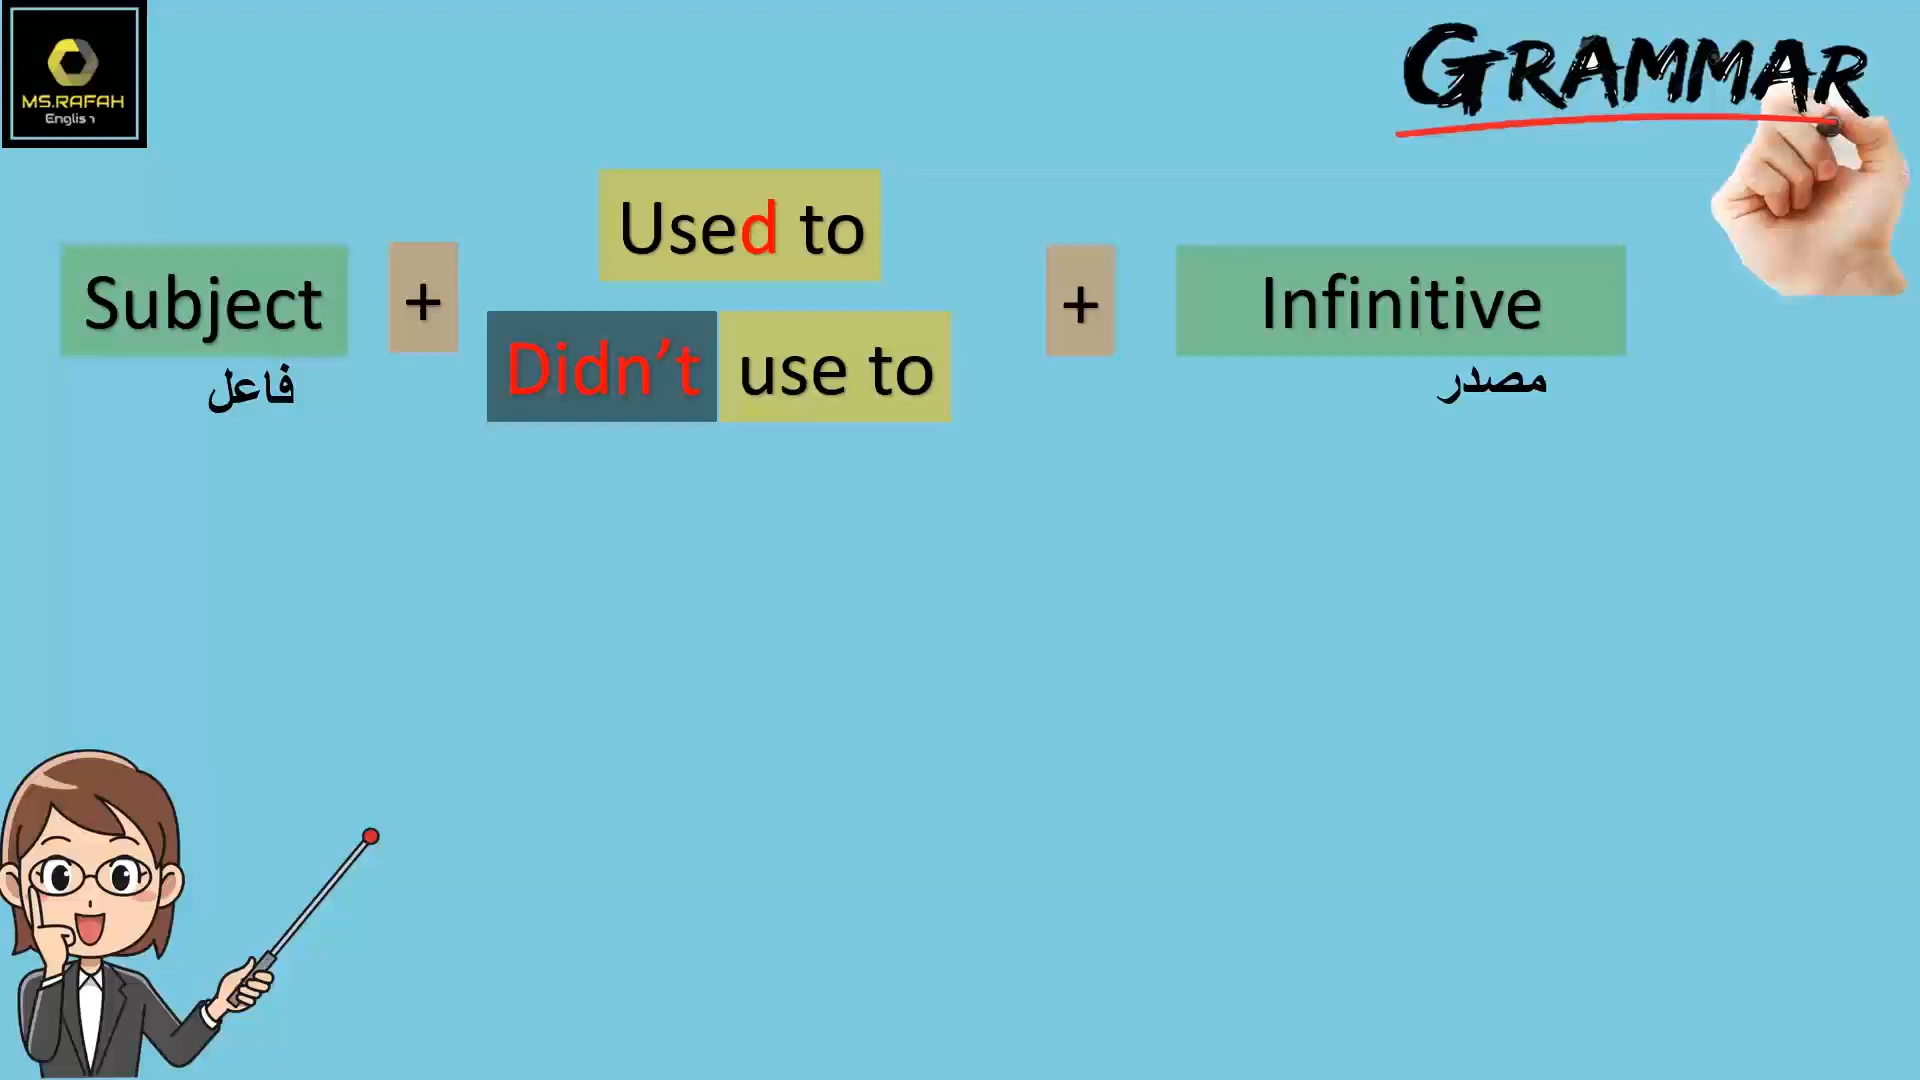 MS.RAFAH
English
GRAMMAR
Subject + Used to + Infinitive
Didn't use to
فاعل
مصدر